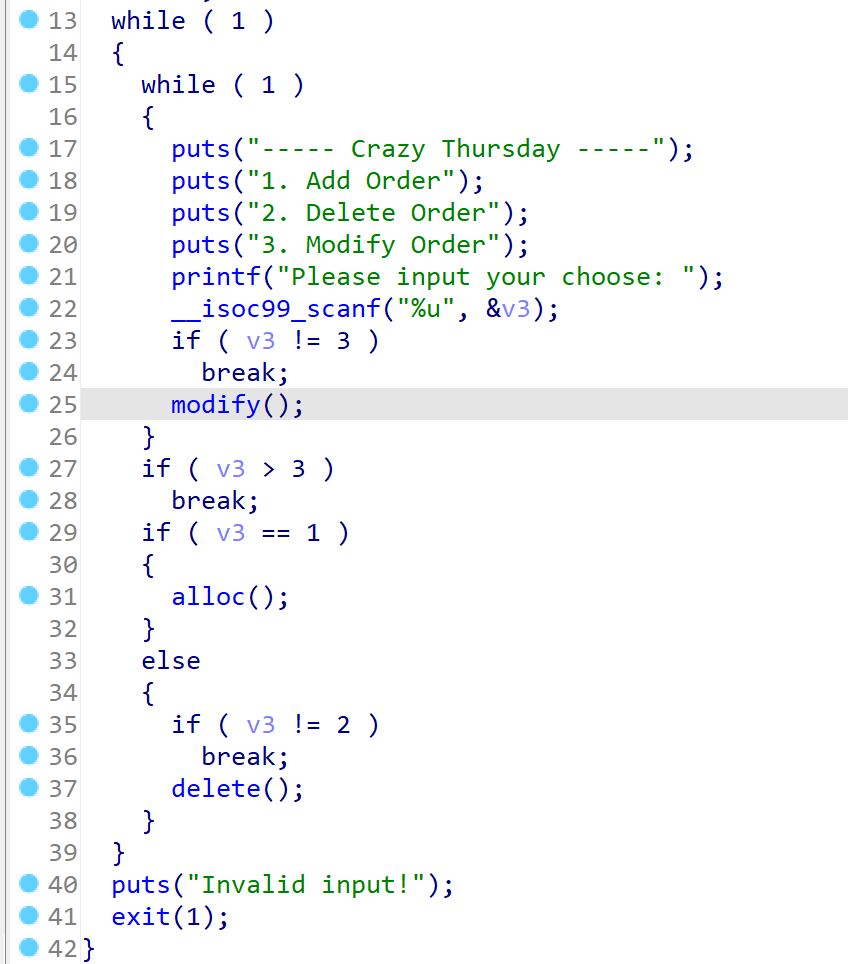 13 while ( 1 )
14 {
15 while ( 1 )
16 {
17 puts("----- Crazy Thursday -----");
18 puts("1. Add Order");
19 puts("2. Delete Order");
20 puts("3. Modify Order");
21 printf("Please input your choose: ");
22 __isoc99_scanf("%u", &v3);
23 if ( v3 != 3 )
24 break;
25 modify();
26 }
27 if ( v3 > 3 )
28 break;
29 if ( v3 == 1 )
30 {
31 alloc();
32 }
33 else
34 {
35 if ( v3 != 2 )
36 break;
37 delete();
38 }
39 }
40 puts("Invalid input!");
41 exit(1);
42 }